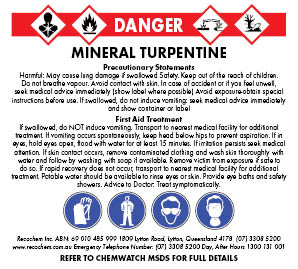 DANGER
MINERAL TURPENTINE
Precautionary Statements
Harmful: May cause lung damage if swallowed Safety. Keep out of the reach of children.
Do not breathe vapour. Avoid contact with skin. In case of accident or if you feel unwell,
seek medical advice immediately (show label where possible) Avoid exposure-obtain special
instructions before use. If swallowed, do not induce vomiting: seek medical advice immediately
and show container or label
First Aid Treatment
If swallowed, do NOT induce vomiting. Transport to nearest medical facility for additional
treatment. If vomiting occurs spontaneously, keep head below hips to prevent aspiration. If in
eyes, hold eyes open, flood with water for at least 15 minutes. If irritation persists seek medical
attention. If skin contact occurs, remove contaminated clothing and wash skin thoroughly with
water and follow by washing with soap if available. Remove victim from exposure if safe to
do so. If rapid recovery does not occur, transport to nearest medical facility for additional
treatment. Potable water should be available to rinse eyes or skin. Provide eye baths and safety
showers. Advice to Doctor: Treat symptomatically.
Recochem Inc. ABN: 69 010 485 999 1809 Lytton Road, Lytton, Queensland 4178 (07) 3308 5200
www.recochem.com.au Emergency Telephone Number: (07) 3308 5200 Day, After Hours 1300 131 001
REFER TO CHEMWATCH MSDS FOR FULL DETAILS